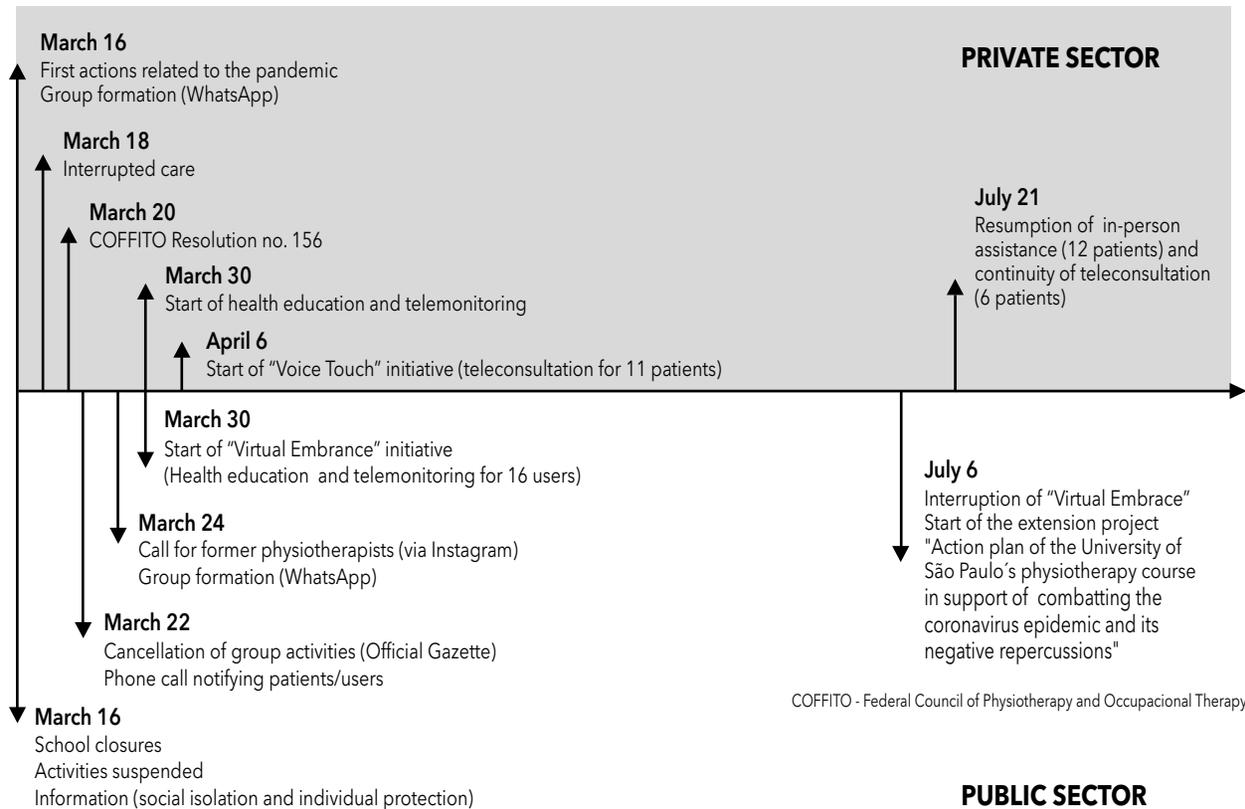 March 16
First actions related to the pandemic
Group formation (WhatsApp)
PRIVATE SECTOR
March 18
Interrupted care
March 20
COFFITO Resolution no. 156
March 30
Start of health education and telemonitoring
April 6
Start of “Voice Touch” initiative (teleconsultation for 11 patients)
July 21
Resumption of in-person
assistance (12 patients) and
continuity of teleconsultation
(6 patients)
March 30
Start of “Virtual Embrance” initiative
(Health education and telemonitoring for 16 users)
March 24
Call for former physiotherapists (via Instagram)
Group formation (WhatsApp)
March 22
Cancellation of group activities (Official Gazette)
Phone call notifying patients/users
March 16
School closures
Activities suspended
Information (social isolation and individual protection)
July 6
Interruption of “Virtual Embrace”
Start of the extension project
"Action plan of the University of
São Paulo´s physiotherapy course
in support of combatting the
coronavirus epidemic and its
negative repercussions"
COFFITO - Federal Council of Physiotherapy and Occupacional Therapy
PUBLIC SECTOR